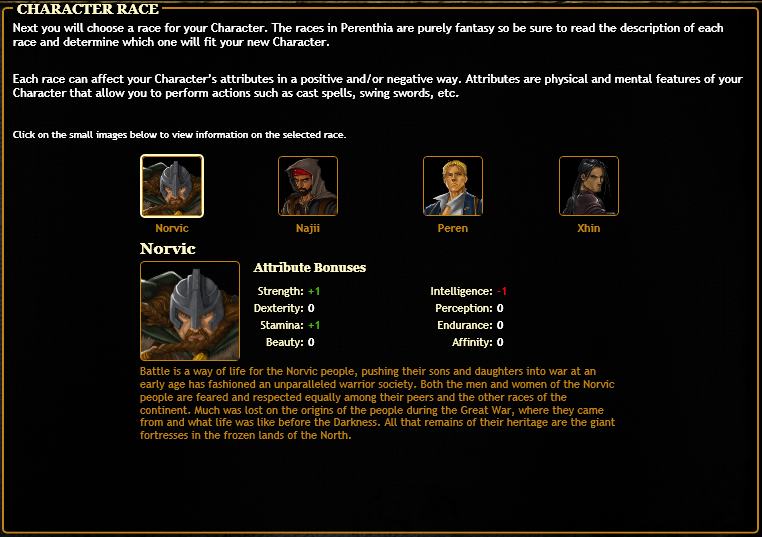 CHARACTER RACE
Next you will choose a race for your Character. The races in Perenthia are purely fantasy so be sure to read the description of each
race and determine which one will fit your new Character.
Each race can affect your Character's attributes in a positive and/or negative way. Attributes are physical and mental features of your
Character that allow you to perform actions such as cast spells, swing swords, etc.
Click on the small images below to view information on the selected race.
Norvic Najii Peren Xhin
Norvic
Attribute Bonuses
Strength: +1 Intelligence: -1
Dexterity: 0 Perception: 0
Stamina: +1 Endurance: 0
Beauty: 0 Affinity: 0
Battle is a way of life for the Norvic people, pushing their sons and daughters into war at an
early age has fashioned an unparalleled warrior society. Both the men and women of the Norvic
people are feared and respected equally among their peers and the other races of the
continent. Much was lost on the origins of the people during the Great War, where they came
from and what life was like before the Darkness. All that remains of their heritage are the giant
fortresses in the frozen lands of the North.